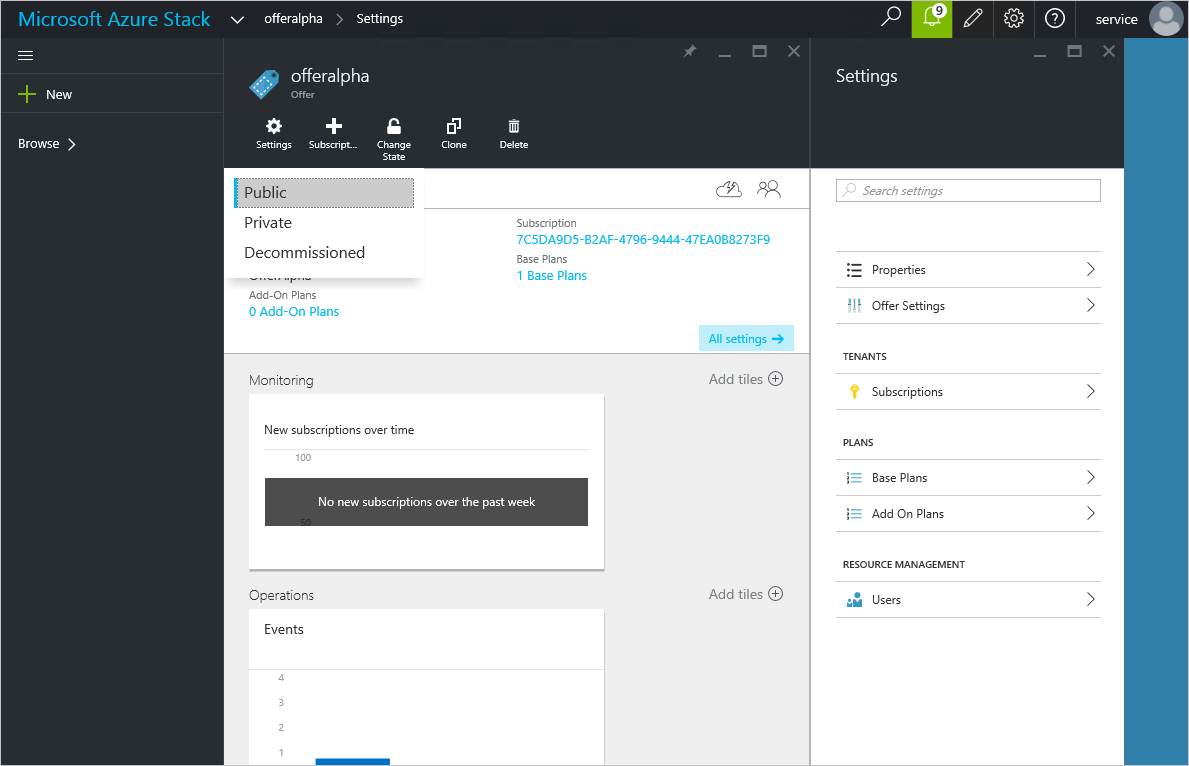 Microsoft Azure Stack
offeralpha
Settings
9
service
New
Browse
offeralpha
Offer
Settings
Subscript...
Change
State
Clone
Delete
Public
Private
Decommissioned
OfferAlpha
Add-On Plans
0 Add-On Plans
Subscription
7C5DA9D5-B2AF-4796-9444-47EA0B8273F9
Base Plans
1 Base Plans
All settings
Monitoring
Add tiles
New subscriptions over time
100
No new subscriptions over the past week
50
Operations
Add tiles
Events
4
3
2
1
Settings
Search settings
Properties
Offer Settings
TENANTS
Subscriptions
PLANS
Base Plans
Add On Plans
RESOURCE MANAGEMENT
Users